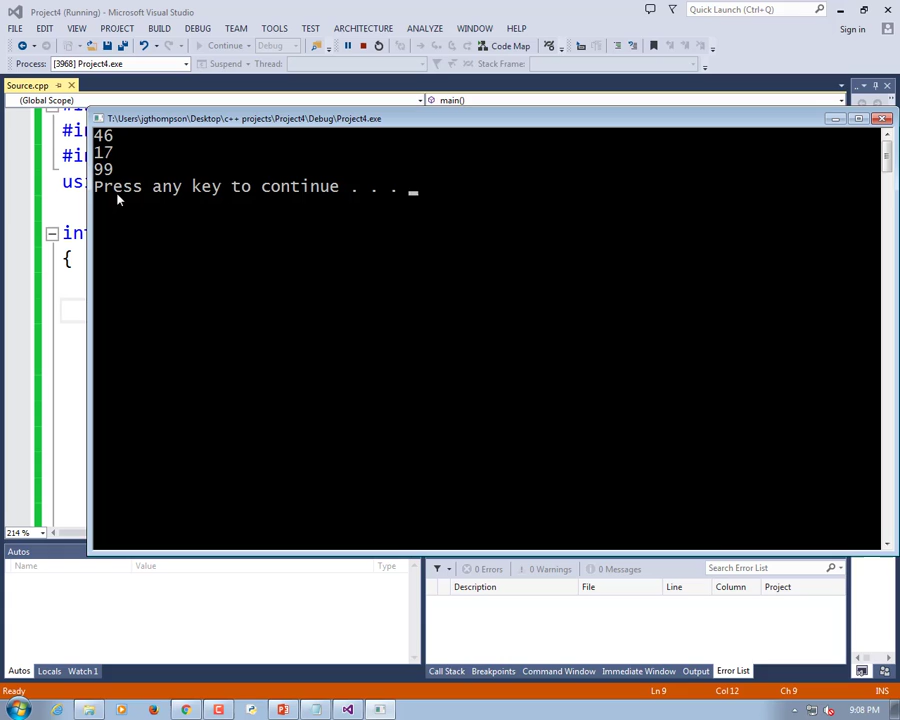 Project4 (Running) - Microsoft Visual Studio
Quick Launch (Ctrl+Q)
FILE EDIT VIEW PROJECT BUILD DEBUG TEAM TOOLS TEST ARCHITECTURE ANALYZE WINDOW HELP
Sign in
Continue Debug Code Map
Process: [3968] Project4.exe Suspend Thread: Stack Frame:
Source.cpp
(Global Scope) main()
T:\Users\jgthompson\Desktop\c++ projects\Project4\Debug\Project4.exe
46
17
99
Press any key to continue . . .
#in
#in
usi
int
{
214 %
Autos
Name Value Type
0 Errors 0 Warnings 0 Messages Search Error List
Description File Line Column Project
Autos Locals Watch 1
Call Stack Breakpoints Command Window Immediate Window Output Error List
Ready Ln 9 Col 12 Ch 9 INS
9:08 PM